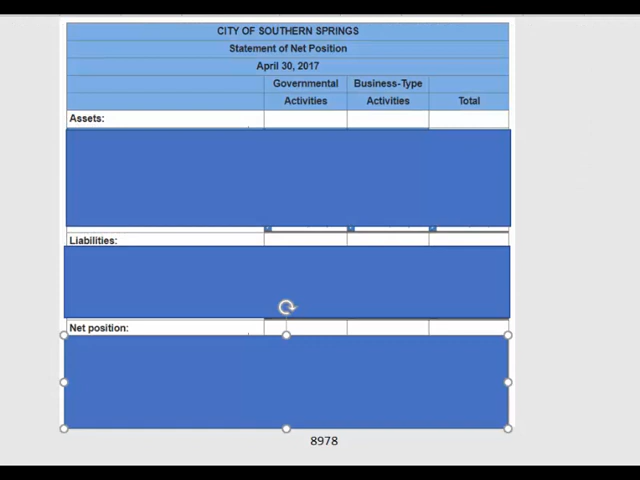 CITY OF SOUTHERN SPRINGS
Statement of Net Position
April 30, 2017
Governmental Business-Type
Activities Activities Total
Assets:
Liabilities:
Net position:
8978